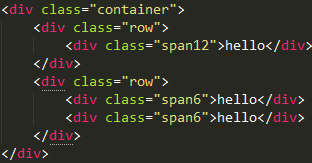 <div class="container">
    <div class="row">
        <div class="span12">hello</div>
    </div>
    <div class="row">
        <div class="span6">hello</div>
        <div class="span6">hello</div>
    </div>
</div>